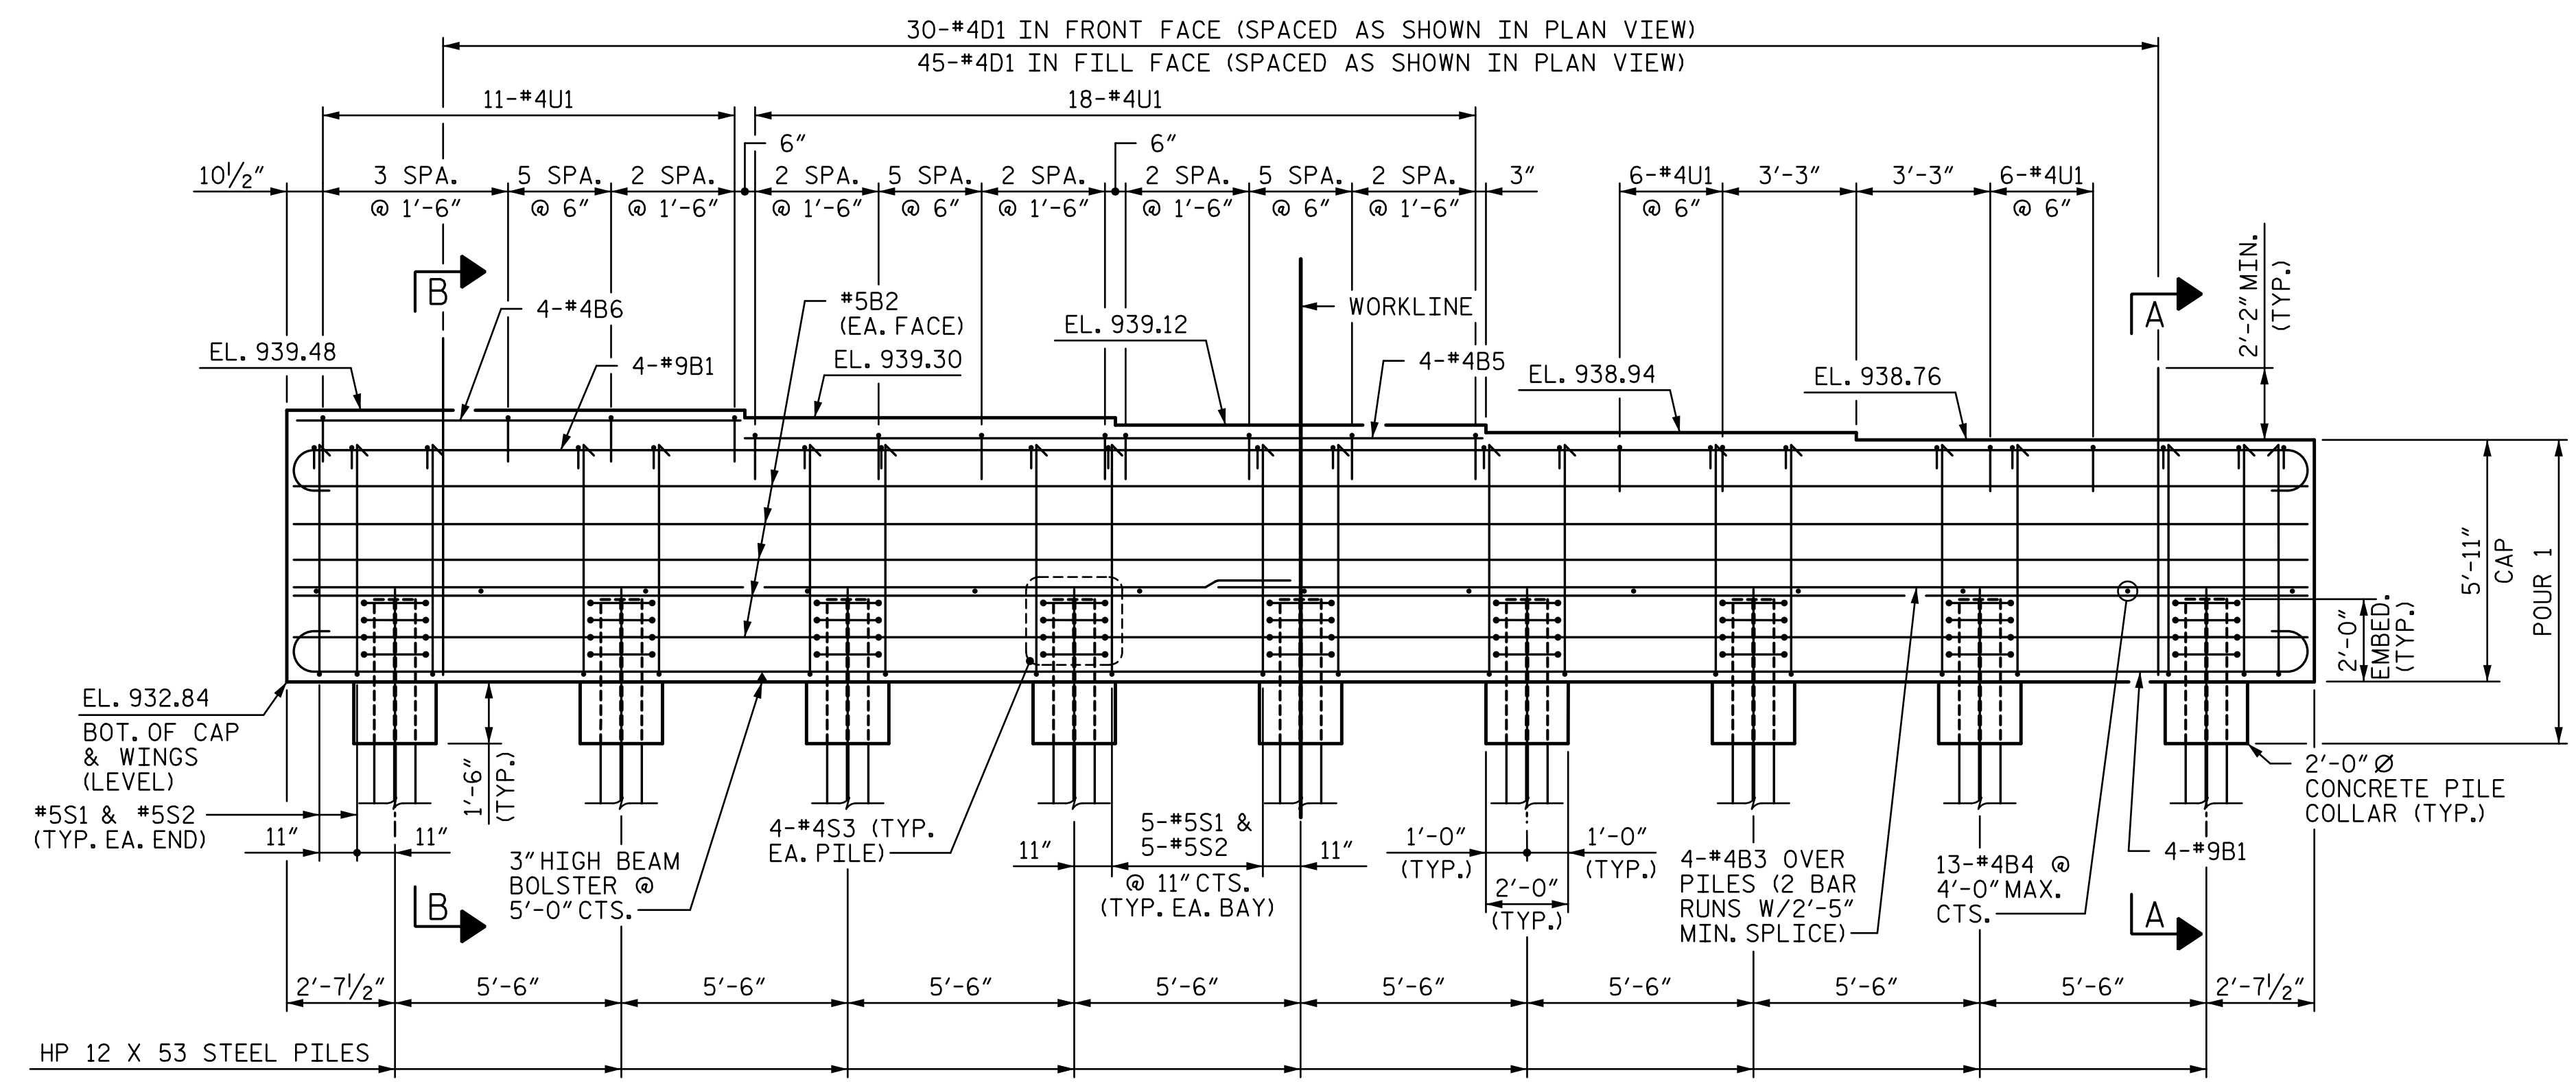 30-#4D1 IN FRONT FACE (SPACED AS SHOWN IN PLAN VIEW)
45-#4D1 IN FILL FACE (SPACED AS SHOWN IN PLAN VIEW)
11-#4U1
18-#4U1
6"
6"
10 1/2"
3 SPA.
@ 1'-6"
5 SPA.
@ 6"
2 SPA.
@ 1'-6"
2 SPA.
@ 1'-6"
5 SPA.
@ 6"
2 SPA.
@ 1'-6"
2 SPA.
@ 1'-6"
5 SPA.
@ 6"
2 SPA.
@ 1'-6"
3"
6-#4U1
@ 6"
3'-3"
3'-3"
6-#4U1
@ 6"
2'-2" MIN.
(TYP.)
B
A
4-#4B6
#5B2
(EA. FACE)
WORKLINE
EL. 939.48
4-#9B1
EL. 939.30
EL. 939.12
4-#4B5
EL. 938.94
EL. 938.76
5'-11"
CAP
POUR 1
2'-0"
EMBED.
(TYP.)
EL. 932.84
BOT. OF CAP
& WINGS
(LEVEL)
#5S1 & #5S2
(TYP. EA. END)
11"
11"
1'-6"
(TYP.)
3" HIGH BEAM
BOLSTER @
5'-0" CTS.
4-#4S3 (TYP.
EA. PILE)
11"
5-#5S1 &
5-#5S2
@ 11" CTS.
(TYP. EA. BAY)
11"
1'-0"
(TYP.)
1'-0"
(TYP.)
2'-0"
(TYP.)
4-#4B3 OVER
PILES (2 BAR
RUNS W/2'-5"
MIN. SPLICE)
13-#4B4 @
4'-0" MAX.
CTS.
4-#9B1
2'-0" Ø
CONCRETE PILE
COLLAR (TYP.)
B
A
2'-7 1/2"
5'-6"
5'-6"
5'-6"
5'-6"
5'-6"
5'-6"
5'-6"
5'-6"
2'-7 1/2"
HP 12 X 53 STEEL PILES